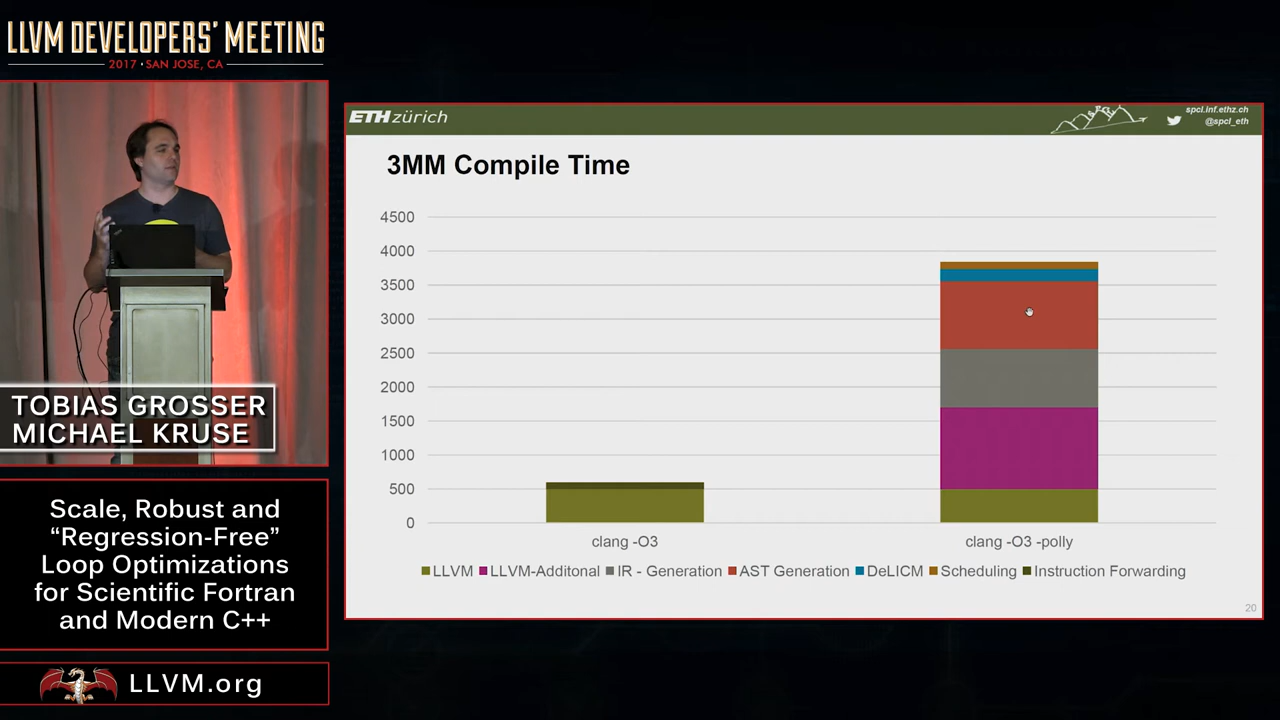 LLVM DEVELOPERS' MEETING
2017 · SAN JOSE, CA
TOBIAS GROSSER
MICHAEL KRUSE
Scale, Robust and
“Regression-Free”
Loop Optimizations
for Scientific Fortran
and Modern C++
LLVM.org
ETH zürich
spcl.inf.ethz.ch
@spcl_eth
3MM Compile Time
4500
4000
3500
3000
2500
2000
1500
1000
500
0
clang -O3
clang -O3 -polly
LLVM LLVM-Additonal IR - Generation AST Generation DeLICM Scheduling Instruction Forwarding
20